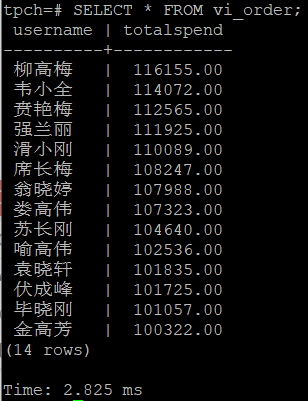 tpch=# SELECT * FROM vi_order;
username | totalspend
----------+-------------
柳高梅 | 116155.00
韦小全 | 114072.00
贲艳梅 | 112565.00
强兰丽 | 111925.00
滑小刚 | 110089.00
席长梅 | 108247.00
翁晓婷 | 107988.00
娄高伟 | 107323.00
苏长刚 | 104640.00
喻高伟 | 102536.00
袁晓轩 | 101835.00
伏成峰 | 101725.00
毕晓刚 | 101057.00
金高芳 | 100322.00
(14 rows)
Time: 2.825 ms